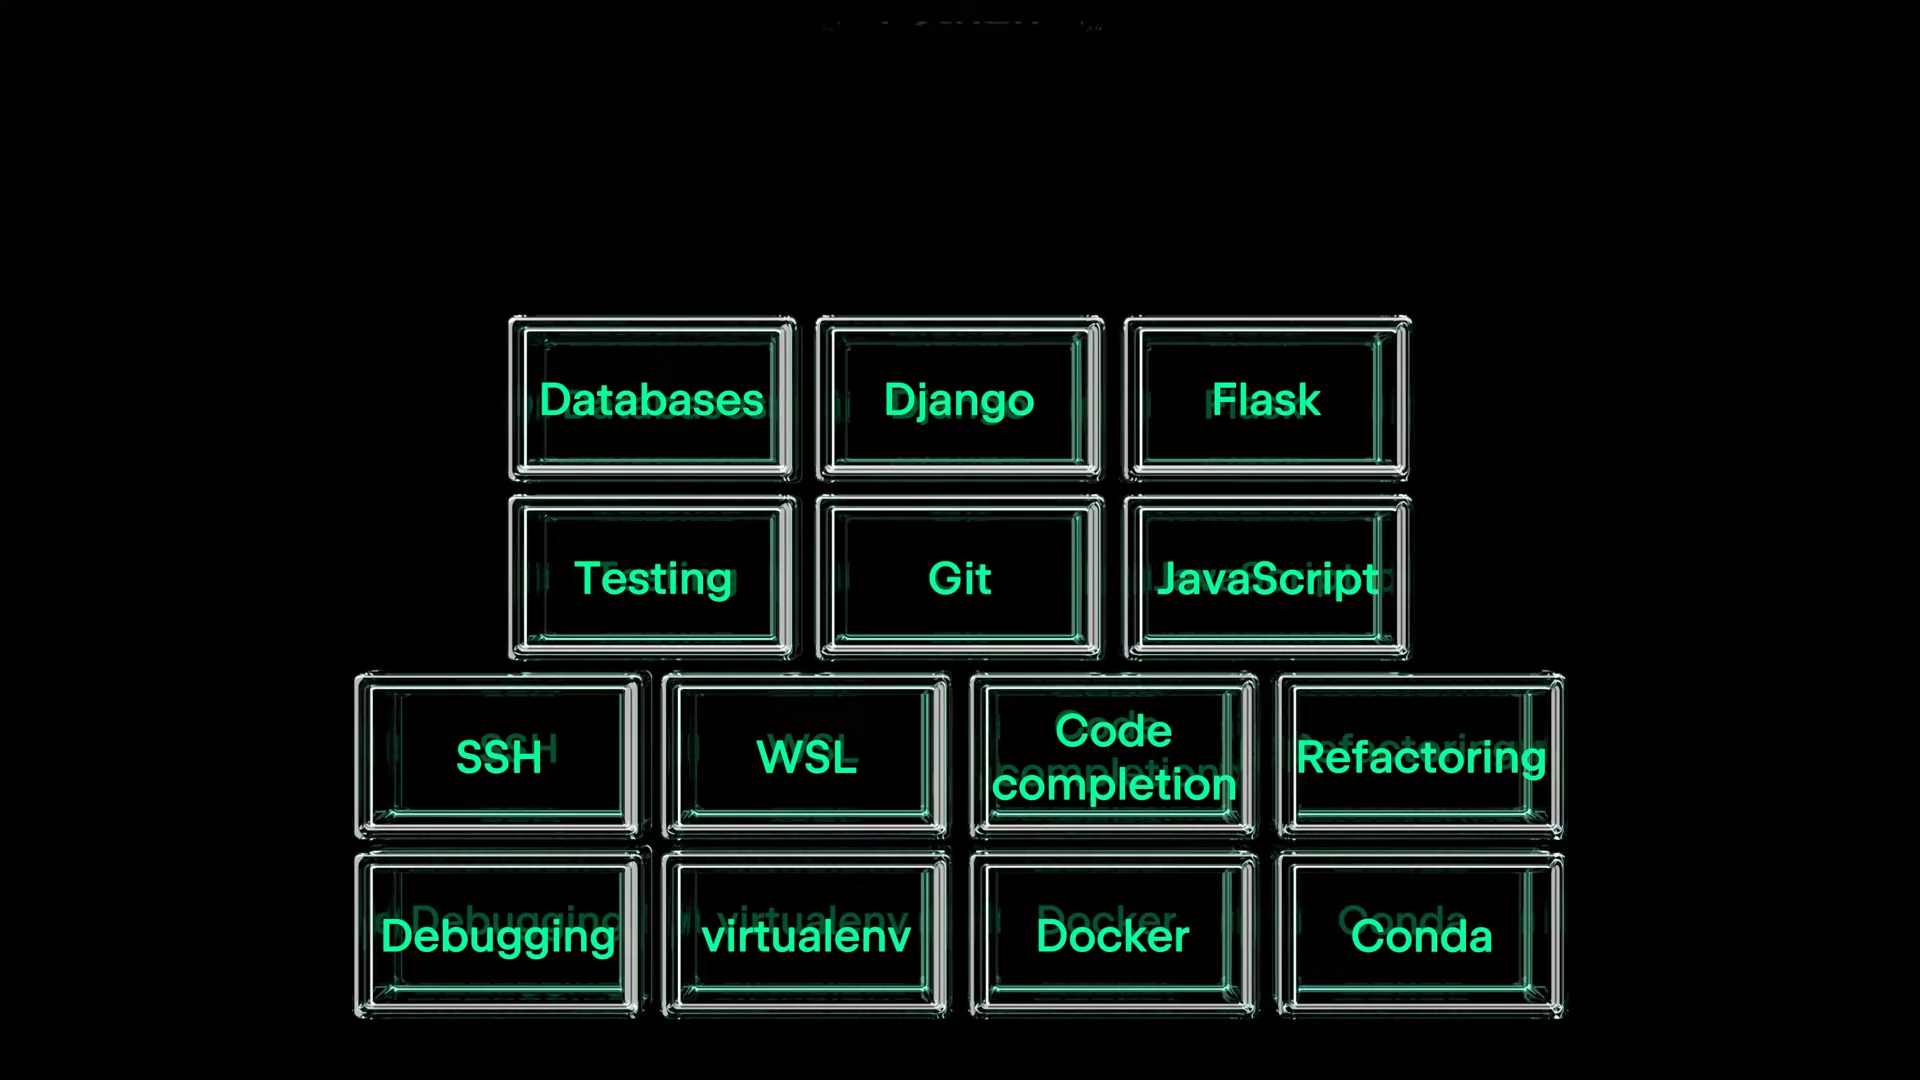 Databases
Django
Flask
Testing
Git
JavaScript
SSH
WSL
Code
completion
Refactoring
Debugging
virtualenv
Docker
Conda